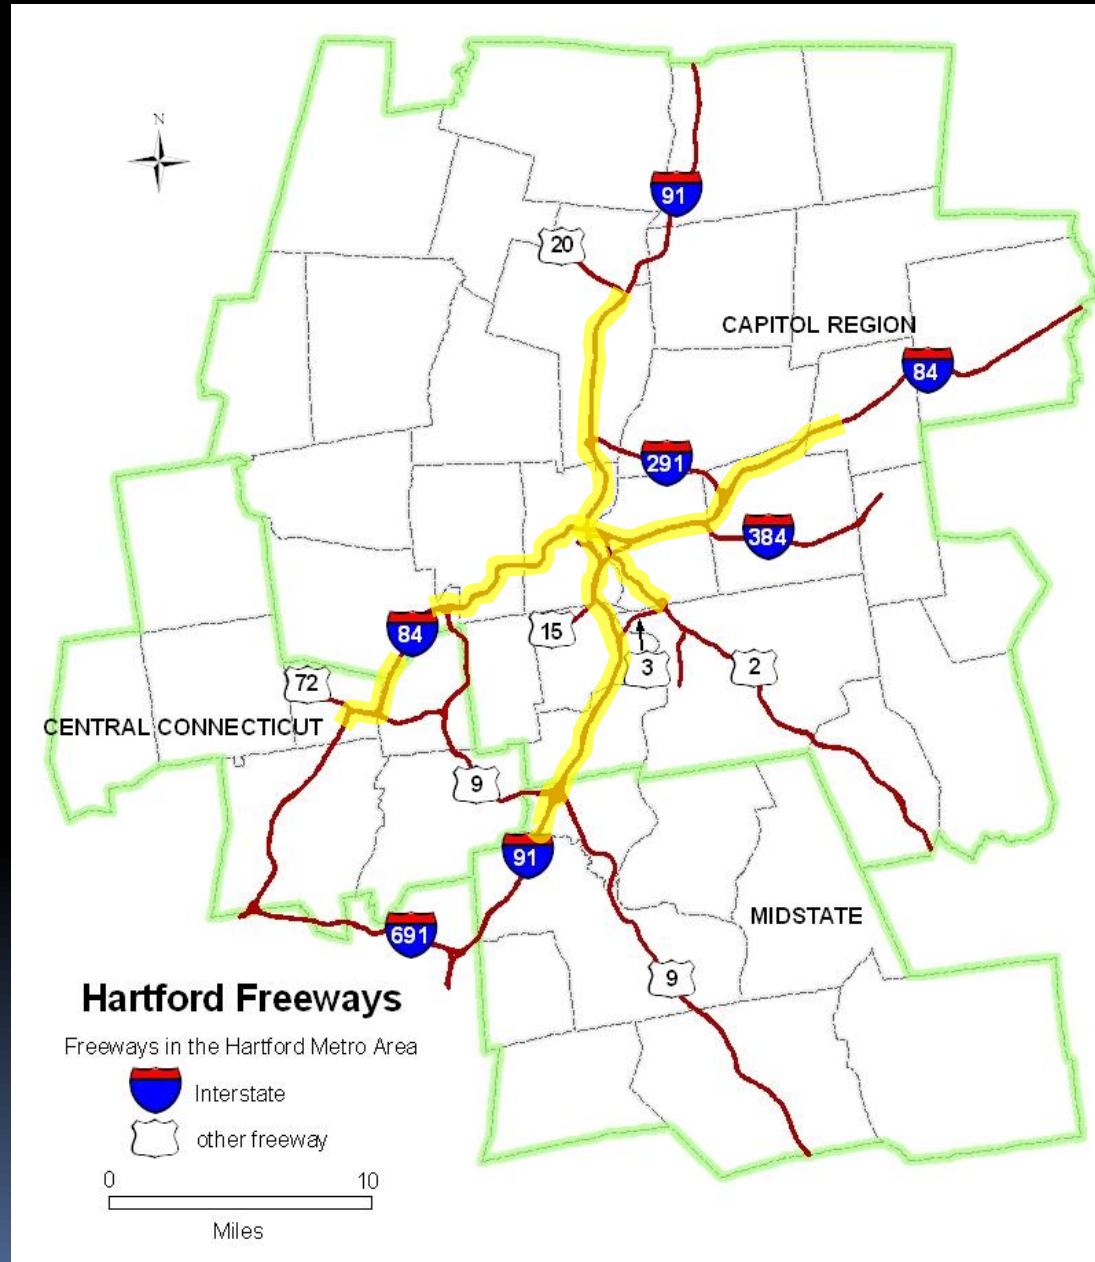 N
91
20
CAPITOL REGION
84
291
384
84
15
3
2
72
CENTRAL CONNECTICUT
9
91
MIDSTATE
691
9
Hartford Freeways
Freeways in the Hartford Metro Area
Interstate
other freeway
0 10
Miles